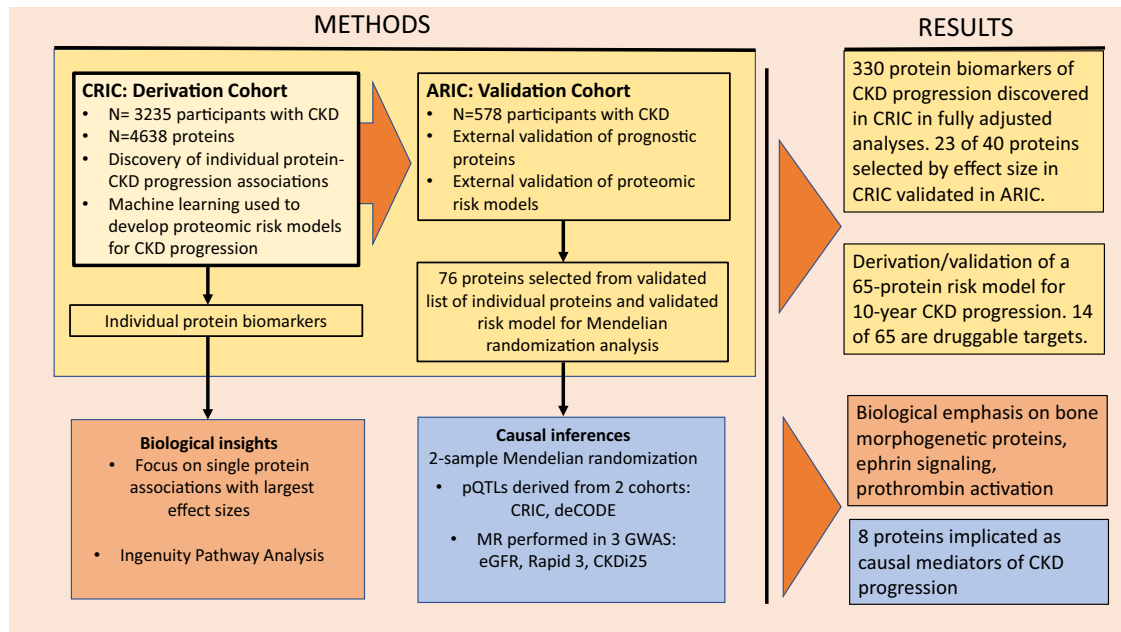 METHODS
RESULTS
CRIC: Derivation Cohort
• N= 3235 participants with CKD
• N=4638 proteins
• Discovery of individual protein-
CKD progression associations
• Machine learning used to
develop proteomic risk models
for CKD progression
ARIC: Validation Cohort
• N=578 participants with CKD
• External validation of prognostic
proteins
• External validation of proteomic
risk models
Individual protein biomarkers
76 proteins selected from validated
list of individual proteins and validated
risk model for Mendelian
randomization analysis
Biological insights
• Focus on single protein
associations with largest
effect sizes
• Ingenuity Pathway Analysis
Causal inferences
2-sample Mendelian randomization
• pQTLs derived from 2 cohorts:
CRIC, deCODE
• MR performed in 3 GWAS:
eGFR, Rapid 3, CKDi25
330 protein biomarkers of
CKD progression discovered
in CRIC in fully adjusted
analyses. 23 of 40 proteins
selected by effect size in
CRIC validated in ARIC.
Derivation/validation of a
65-protein risk model for
10-year CKD progression. 14
of 65 are druggable targets.
Biological emphasis on bone
morphogenetic proteins,
ephrin signaling,
prothrombin activation
8 proteins implicated as
causal mediators of CKD
progression